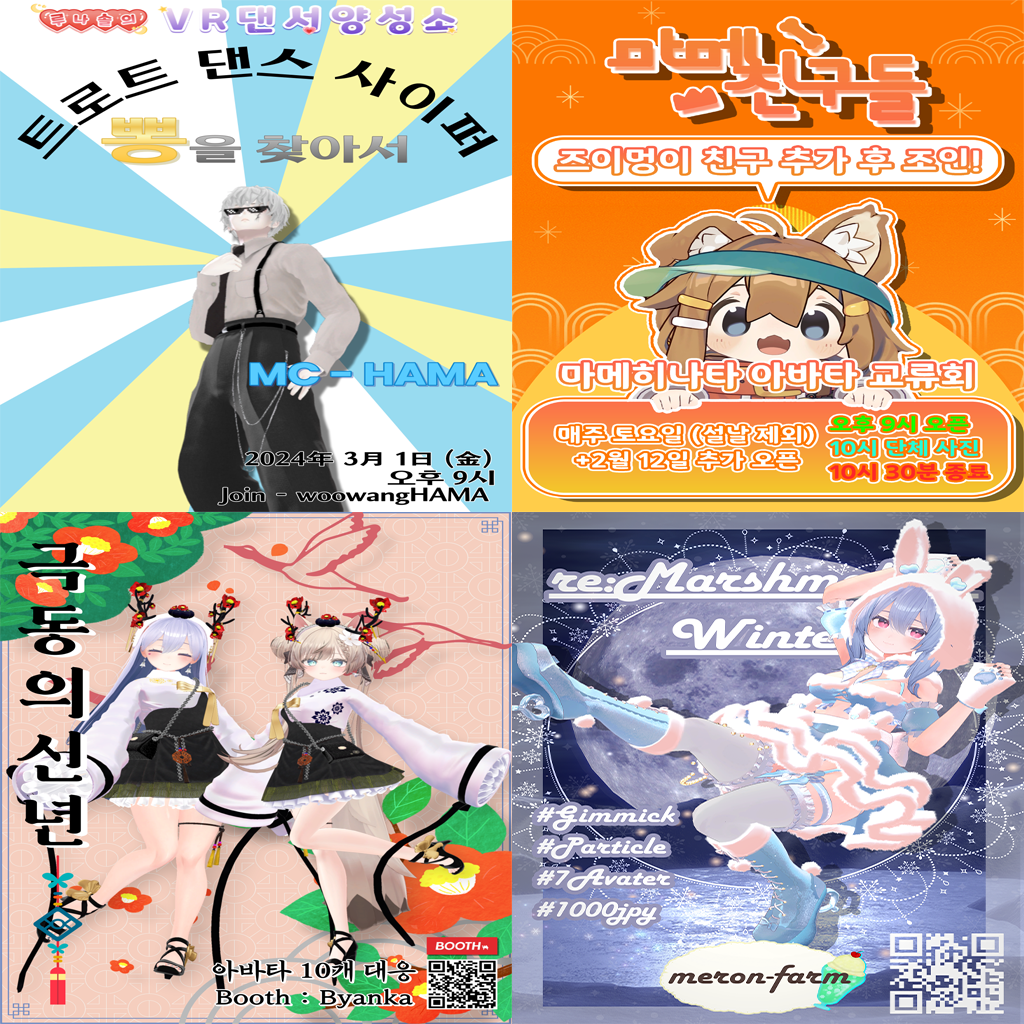 루나솔의 VR댄서양성소
트로트 댄스 사이퍼
뽕을 찾아서
MC - HAMA
2024年 3月 1日 (金)
오후 9시
Join - woowangHAMA
마메친구들
즈이멍이 친구 추가 후 조인!
마메히나타 아바타 교류회
매주 토요일 (설날 제외)
+2월 12일 추가 오픈
오후 9시 오픈
10시 단체 사진
10시 30분 종료
극동의신년
BOOTH
아바타 10개 대응
Booth : Byanka
re:Marshm
Winte
#Gimmick
#Particle
#7Avater
#1000jpy
meron-farm